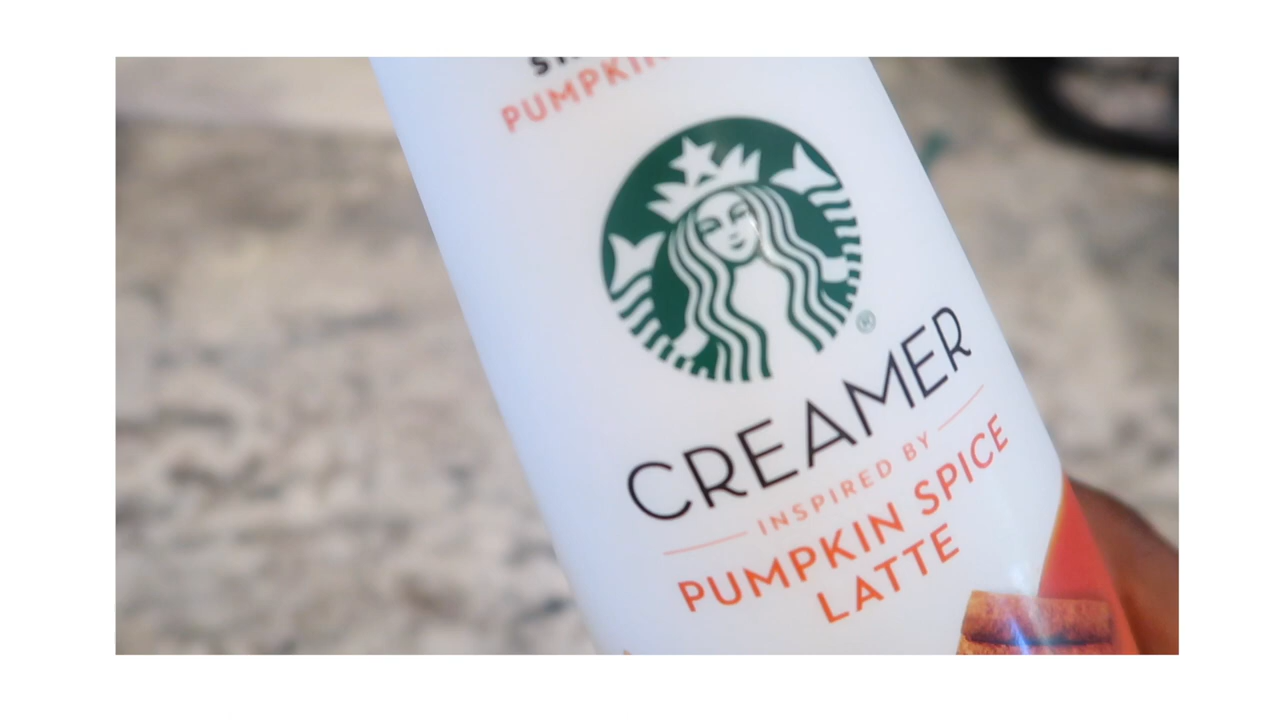 PUMPKIN
®
CREAMER
INSPIRED BY
PUMPKIN SPICE
LATTE